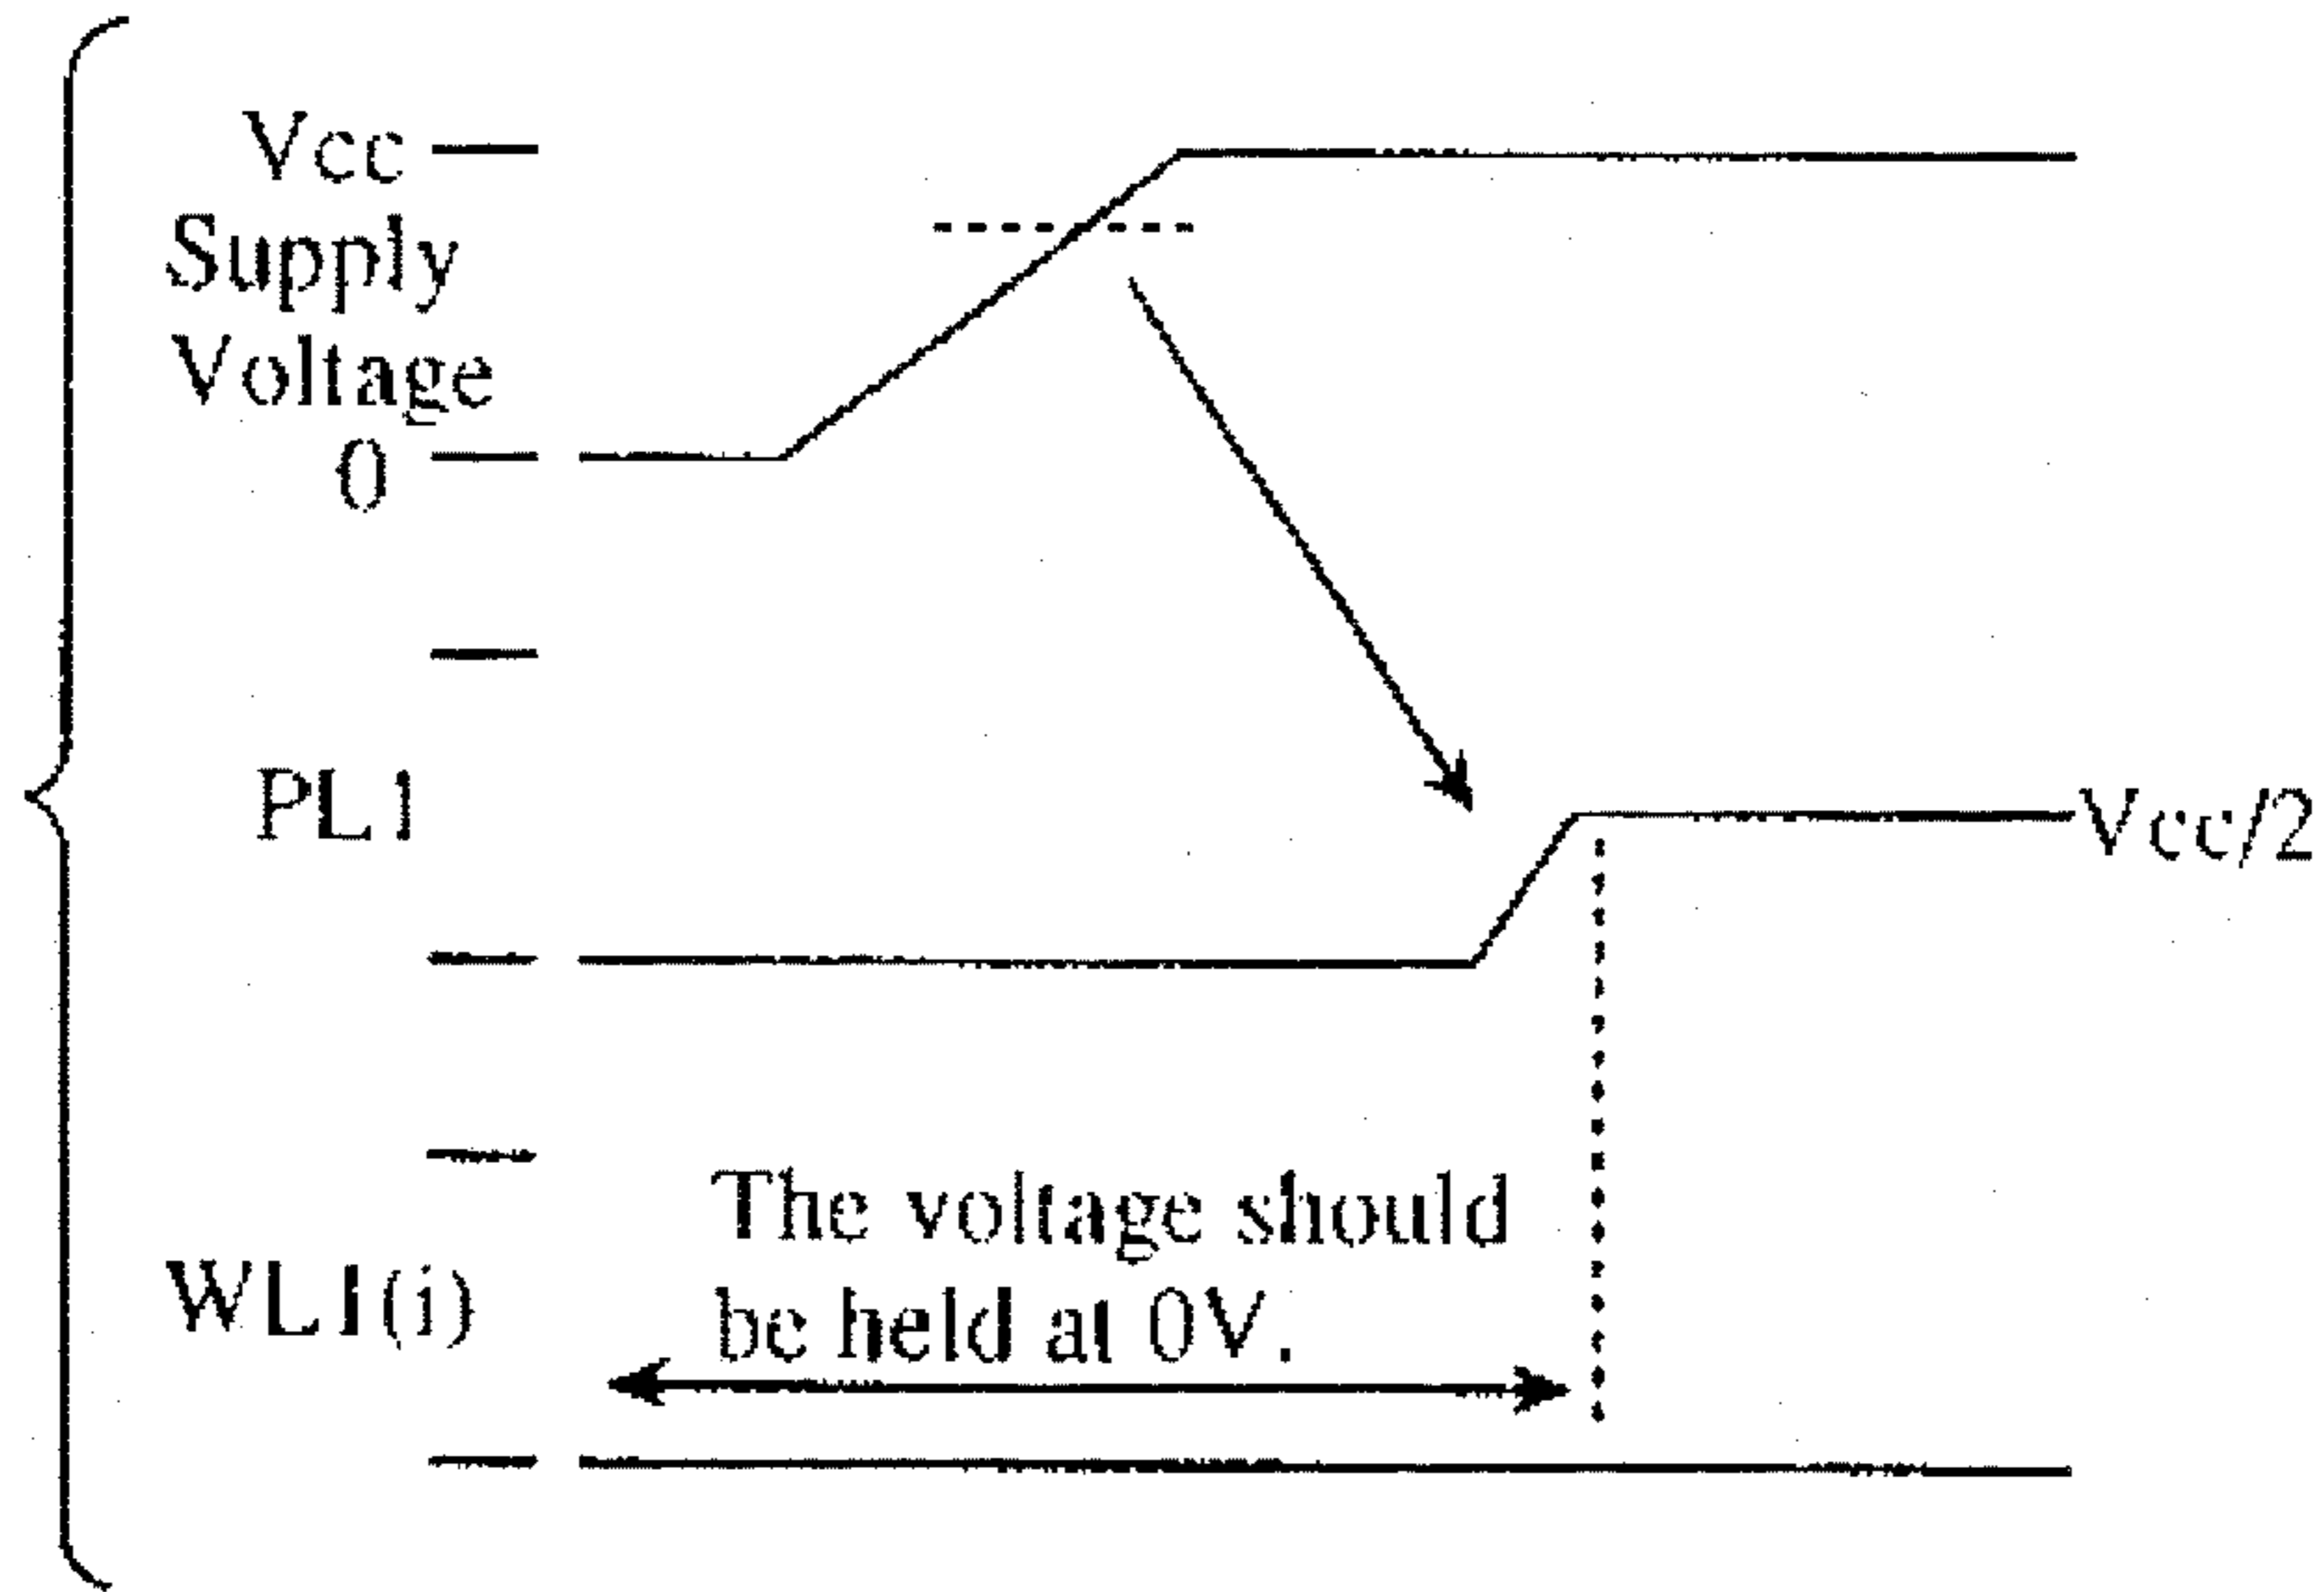 Vcc
Supply
Voltage
0
PL1
Vcc/2
The voltage should
be held at 0V.
WL1(i)